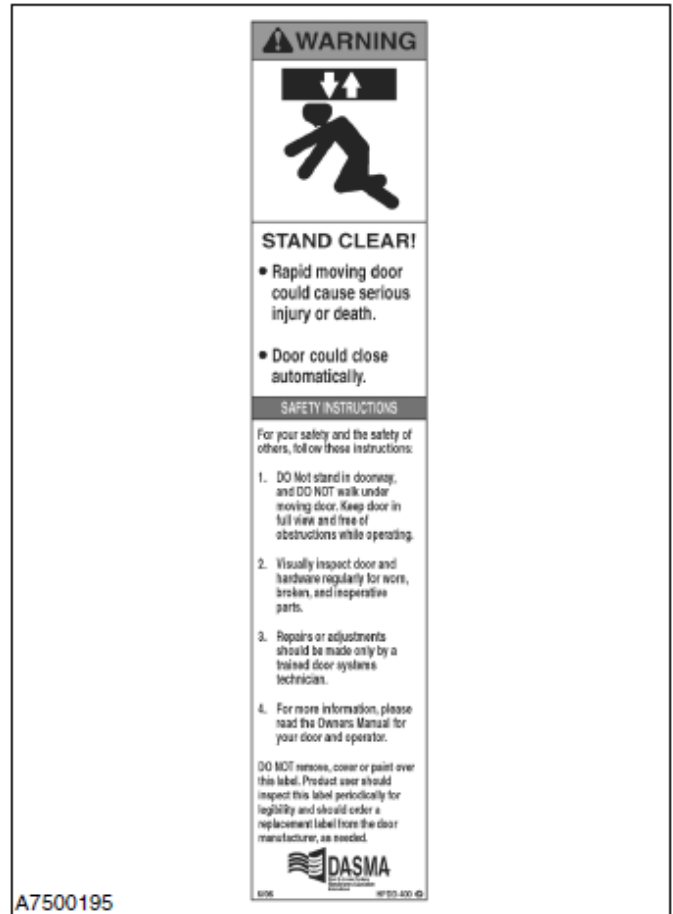 WARNING
STAND CLEAR!
• Rapid moving door
could cause serious
injury or death.
• Door could close
automatically.
SAFETY INSTRUCTIONS
For your safety and the safety of
others, follow these instructions:
1. DO Not stand in doorway,
and DO NOT walk under
moving door. Keep door in
full view and free of
obstructions while operating.
2. Visually inspect door and
hardware regularly for worn,
broken, and inoperative
parts.
3. Repairs or adjustments
should be made only by a
trained door systems
technician.
4. For more information, please
read the Owners Manual for
your door and operator.
DO NOT remove, cover or paint over
this label. Product user should
inspect this label periodically for
legibility and should order a
replacement label from the door
manufacturer, as needed.
DASMA
A7500195